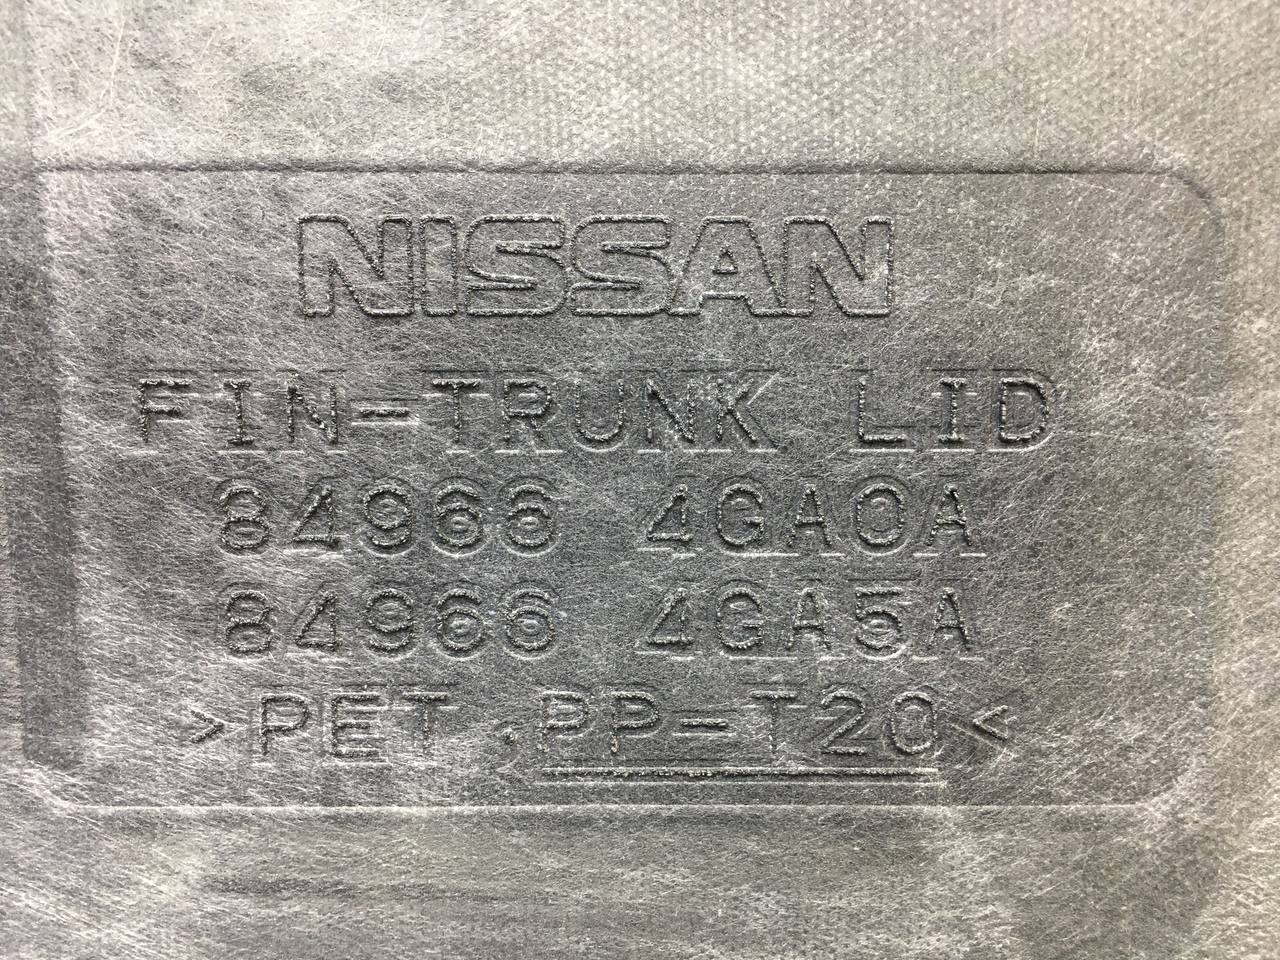 NISSAN
FIN-TRUNK LID
84966 4GA0A
84966 4GA5A
>PET,PP-T20<